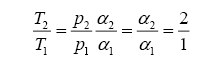 T₂/T₁ = p₂/p₁ α₂/α₁ = α₂/α₁ = 2/1